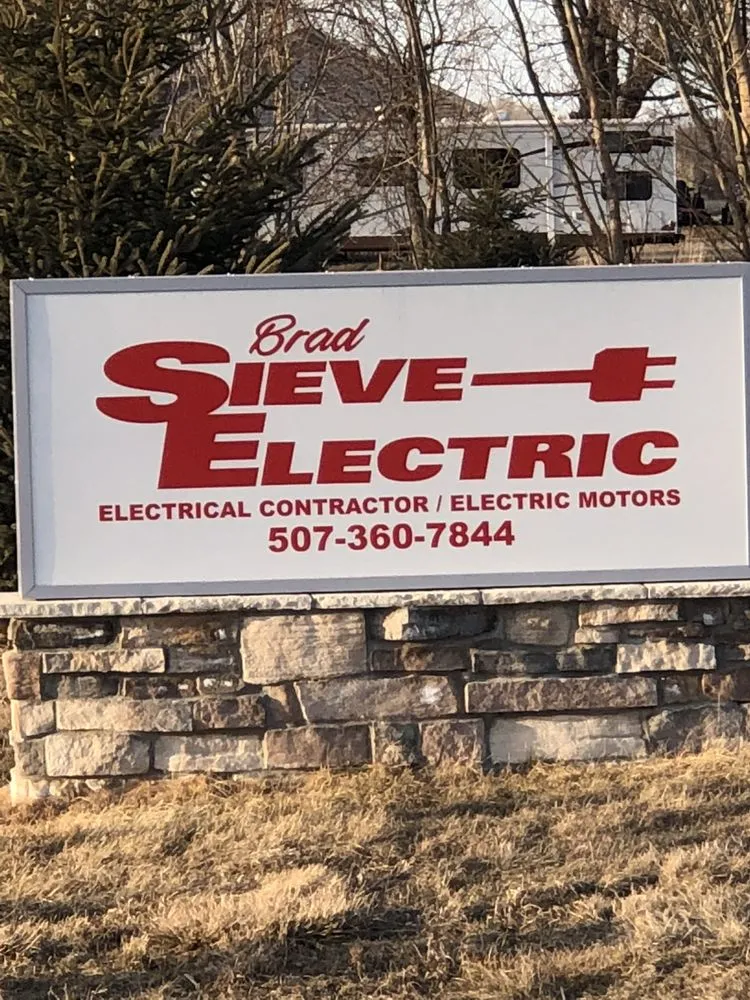 Brad
SIEVE
ELECTRIC
ELECTRICAL CONTRACTOR / ELECTRIC MOTORS
507-360-7844